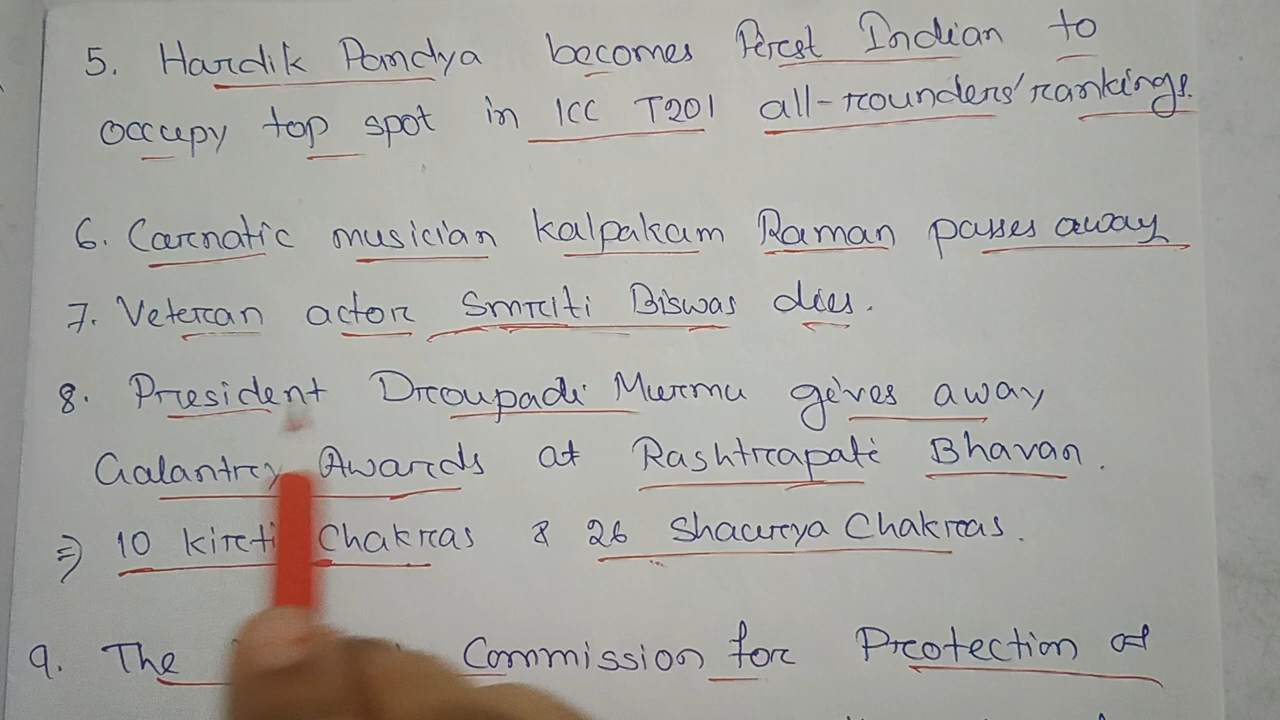 5. Hardik Pandya becomes First Indian to
occupy top spot in ICC T20I all-rounders' rankings.
6. Carnatic musician kalpakam Raman passes away
7. Veteran actor Smriti Biswas dies.
8. President Droupadi Murmu gives away
Galantry Awards at Rashtrapati Bhavan.
⇒ 10 kirti Chakras & 26 Shaurya Chakras.
9. The Commission for Protection of